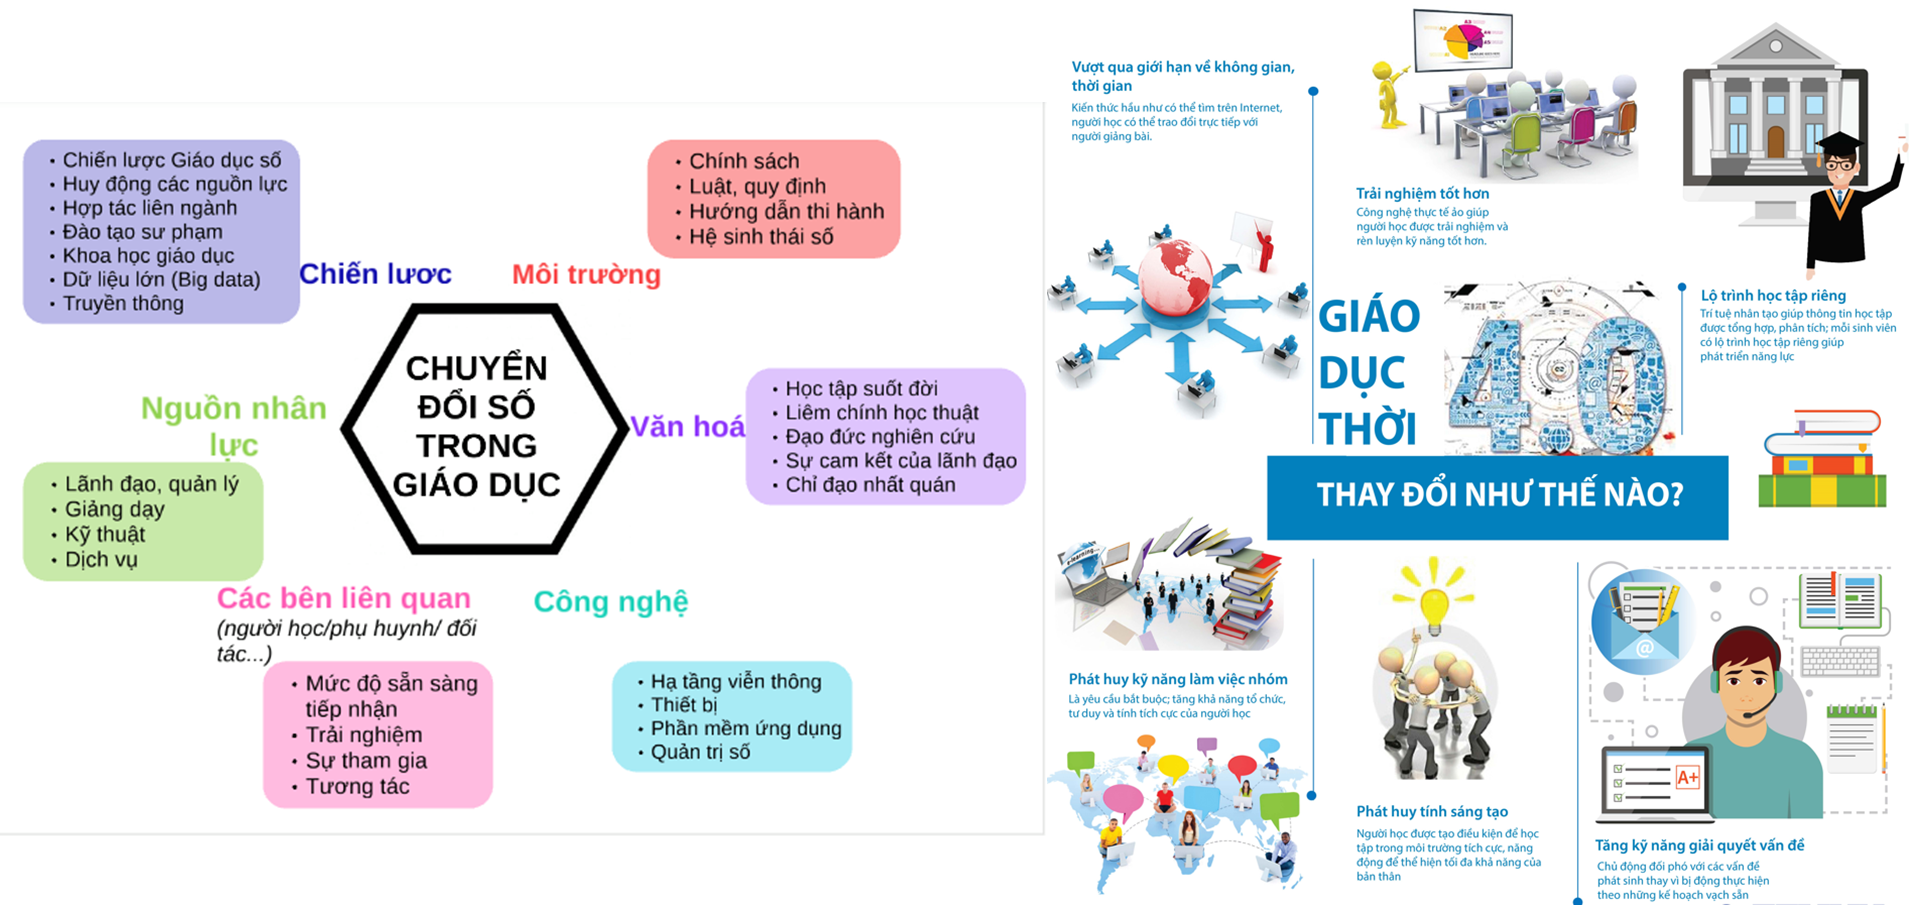 • Chiến lược Giáo dục số
• Huy động các nguồn lực
• Hợp tác liên ngành
• Đào tạo sư phạm
• Khoa học giáo dục
• Dữ liệu lớn (Big data)
• Truyền thông
Chiến lươc
• Chính sách
• Luật, quy định
• Hướng dẫn thi hành
• Hệ sinh thái số
Môi trường
CHUYỂN
ĐỔI SỐ
TRONG
GIÁO DỤC
Nguồn nhân
lực
• Lãnh đạo, quản lý
• Giảng dạy
• Kỹ thuật
• Dịch vụ
Văn hoá
• Học tập suốt đời
• Liêm chính học thuật
• Đạo đức nghiên cứu
• Sự cam kết của lãnh đạo
• Chỉ đạo nhất quán
Các bên liên quan
(người học/phụ huynh/ đối
tác...)
• Mức độ sẵn sàng
tiếp nhận
• Trải nghiệm
• Sự tham gia
• Tương tác
Công nghệ
• Hạ tầng viễn thông
• Thiết bị
• Phần mềm ứng dụng
• Quản trị số
Vượt qua giới hạn về không gian,
thời gian
Kiến thức hầu như có thể tìm trên Internet,
người học có thể trao đổi trực tiếp với
người giảng bài.
Trải nghiệm tốt hơn
Công nghệ thực tế ảo giúp
người học được trải nghiệm và
rèn luyện kỹ năng tốt hơn.
GIÁO
DỤC
THỜI
4.0
THAY ĐỔI NHƯ THẾ NÀO?
Lộ trình học tập riêng
Trí tuệ nhân tạo giúp thông tin học tập
được tổng hợp, phân tích; mỗi sinh viên
có lộ trình học tập riêng giúp
phát triển năng lực
e-learning
Phát huy kỹ năng làm việc nhóm
Là yêu cầu bắt buộc; tăng khả năng tổ chức,
tư duy và tính tích cực của người học
Phát huy tính sáng tạo
Người học được tạo điều kiện để học
tập trong môi trường tích cực, năng
động để thể hiện tối đa khả năng của
bản thân
@
A+
Tăng kỹ năng giải quyết vấn đề
Chủ động đối phó với các vấn đề
phát sinh thay vì bị động thực hiện
theo những kế hoạch vạch sẵn